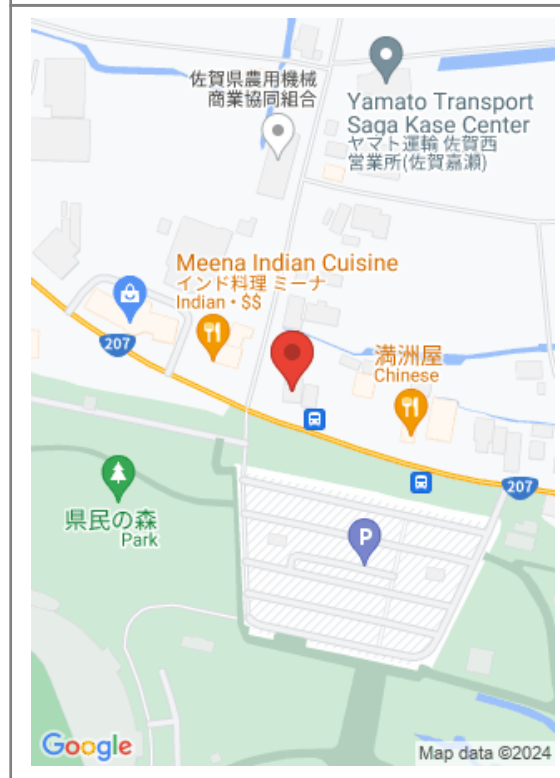 佐賀県農用機械
商業協同組合
Yamato Transport
Saga Kase Center
ヤマト運輸 佐賀西
営業所(佐賀嘉瀬)
Meena Indian Cuisine
インド料理 ミーナ
Indian • $$
207
満洲屋
Chinese
207
県民の森
Park
P
Google
Map data ©2024